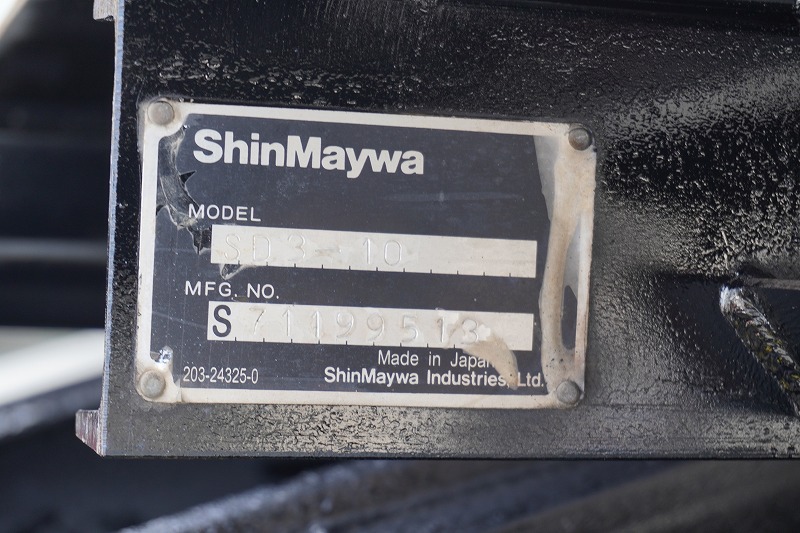 ShinMaywa
MODEL
SD3-10
MFG. NO.
S 71199513
Made in Japan
203-24325-0
ShinMaywa Industries, Ltd.